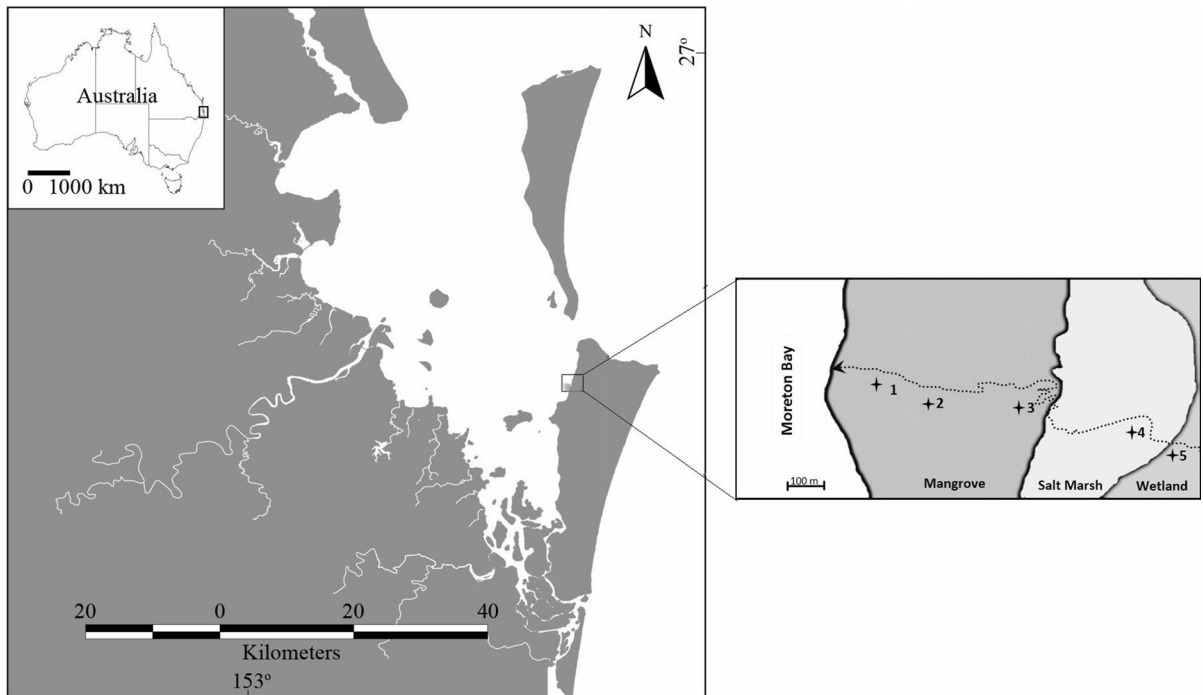 Australia
0 1000 km
N
27°
20 0 20 40
Kilometers
153°
Moreton Bay
1
2
3
4
5
100 m
Mangrove Salt Marsh Wetland